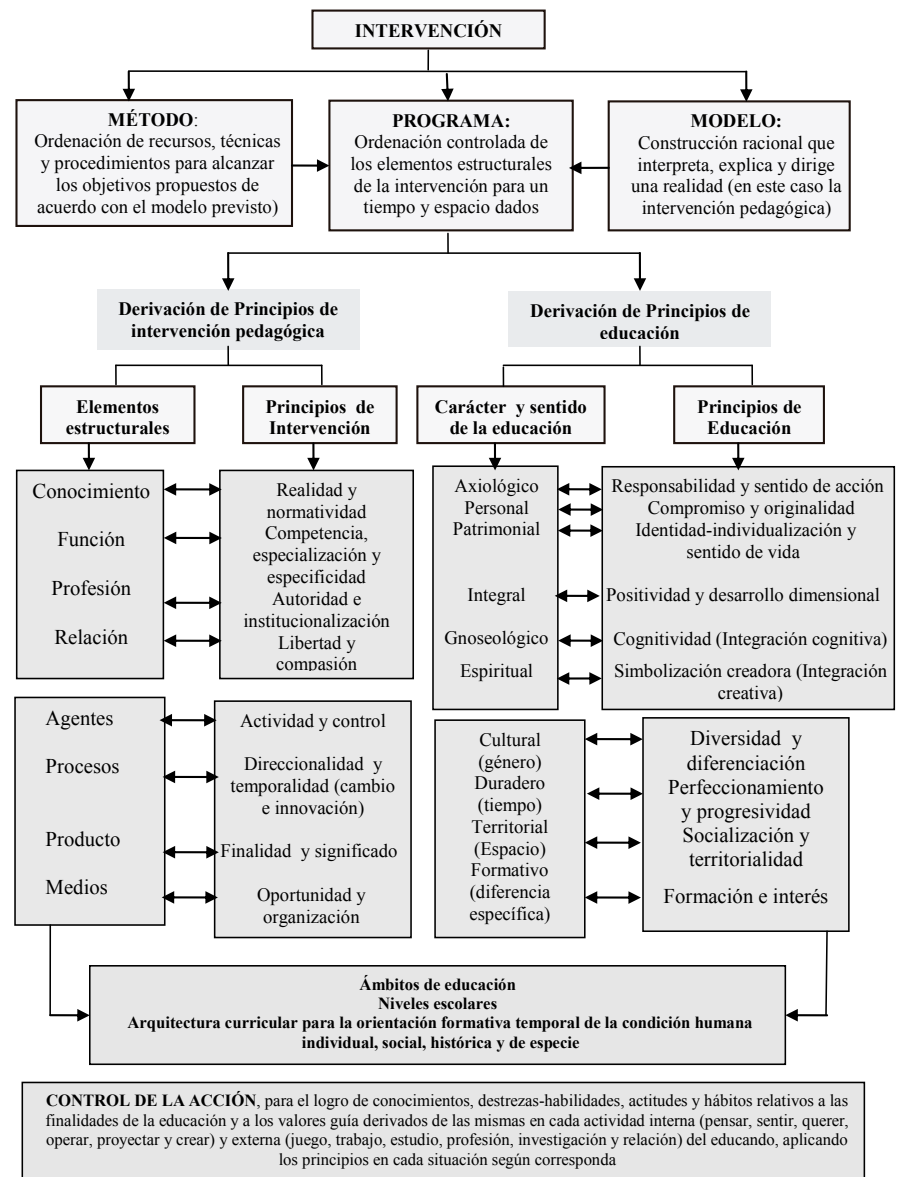 INTERVENCIÓN
MÉTODO:
Ordenación de recursos, técnicas
y procedimientos para alcanzar
los objetivos propuestos de
acuerdo con el modelo previsto)
PROGRAMA:
Ordenación controlada de
los elementos estructurales
de la intervención para un
tiempo y espacio dados
MODELO:
Construcción racional que
interpreta, explica y dirige
una realidad (en este caso la
intervención pedagógica)
Derivación de Principios de
intervención pedagógica
Derivación de Principios de
educación
Elementos
estructurales
Principios de
Intervención
Carácter y sentido
de la educación
Principios de
Educación
Conocimiento
Función
Profesión
Relación
Realidad y
normatividad
Competencia,
especialización y
especificidad
Autoridad e
institucionalización
Libertad y
compasión
Axiológico
Personal
Patrimonial
Integral
Gnoseológico
Espiritual
Responsabilidad y sentido de acción
Compromiso y originalidad
Identidad-individualización y
sentido de vida
Positividad y desarrollo dimensional
Cognitividad (Integración cognitiva)
Simbolización creadora (Integración
creativa)
Agentes
Procesos
Producto
Medios
Actividad y control
Direccionalidad y
temporalidad (cambio
e innovación)
Finalidad y significado
Oportunidad y
organización
Cultural
(género)
Duradero
(tiempo)
Territorial
(Espacio)
Formativo
(diferencia
específica)
Diversidad y
diferenciación
Perfeccionamiento
y progresividad
Socialización y
territorialidad
Formación e interés
Ámbitos de educación
Niveles escolares
Arquitectura curricular para la orientación formativa temporal de la condición humana
individual, social, histórica y de especie
CONTROL DE LA ACCIÓN, para el logro de conocimientos, destrezas-habilidades, actitudes y hábitos relativos a las
finalidades de la educación y a los valores guía derivados de las mismas en cada actividad interna (pensar, sentir, querer,
operar, proyectar y crear) y externa (juego, trabajo, estudio, profesión, investigación y relación) del educando, aplicando
los principios en cada situación según corresponda